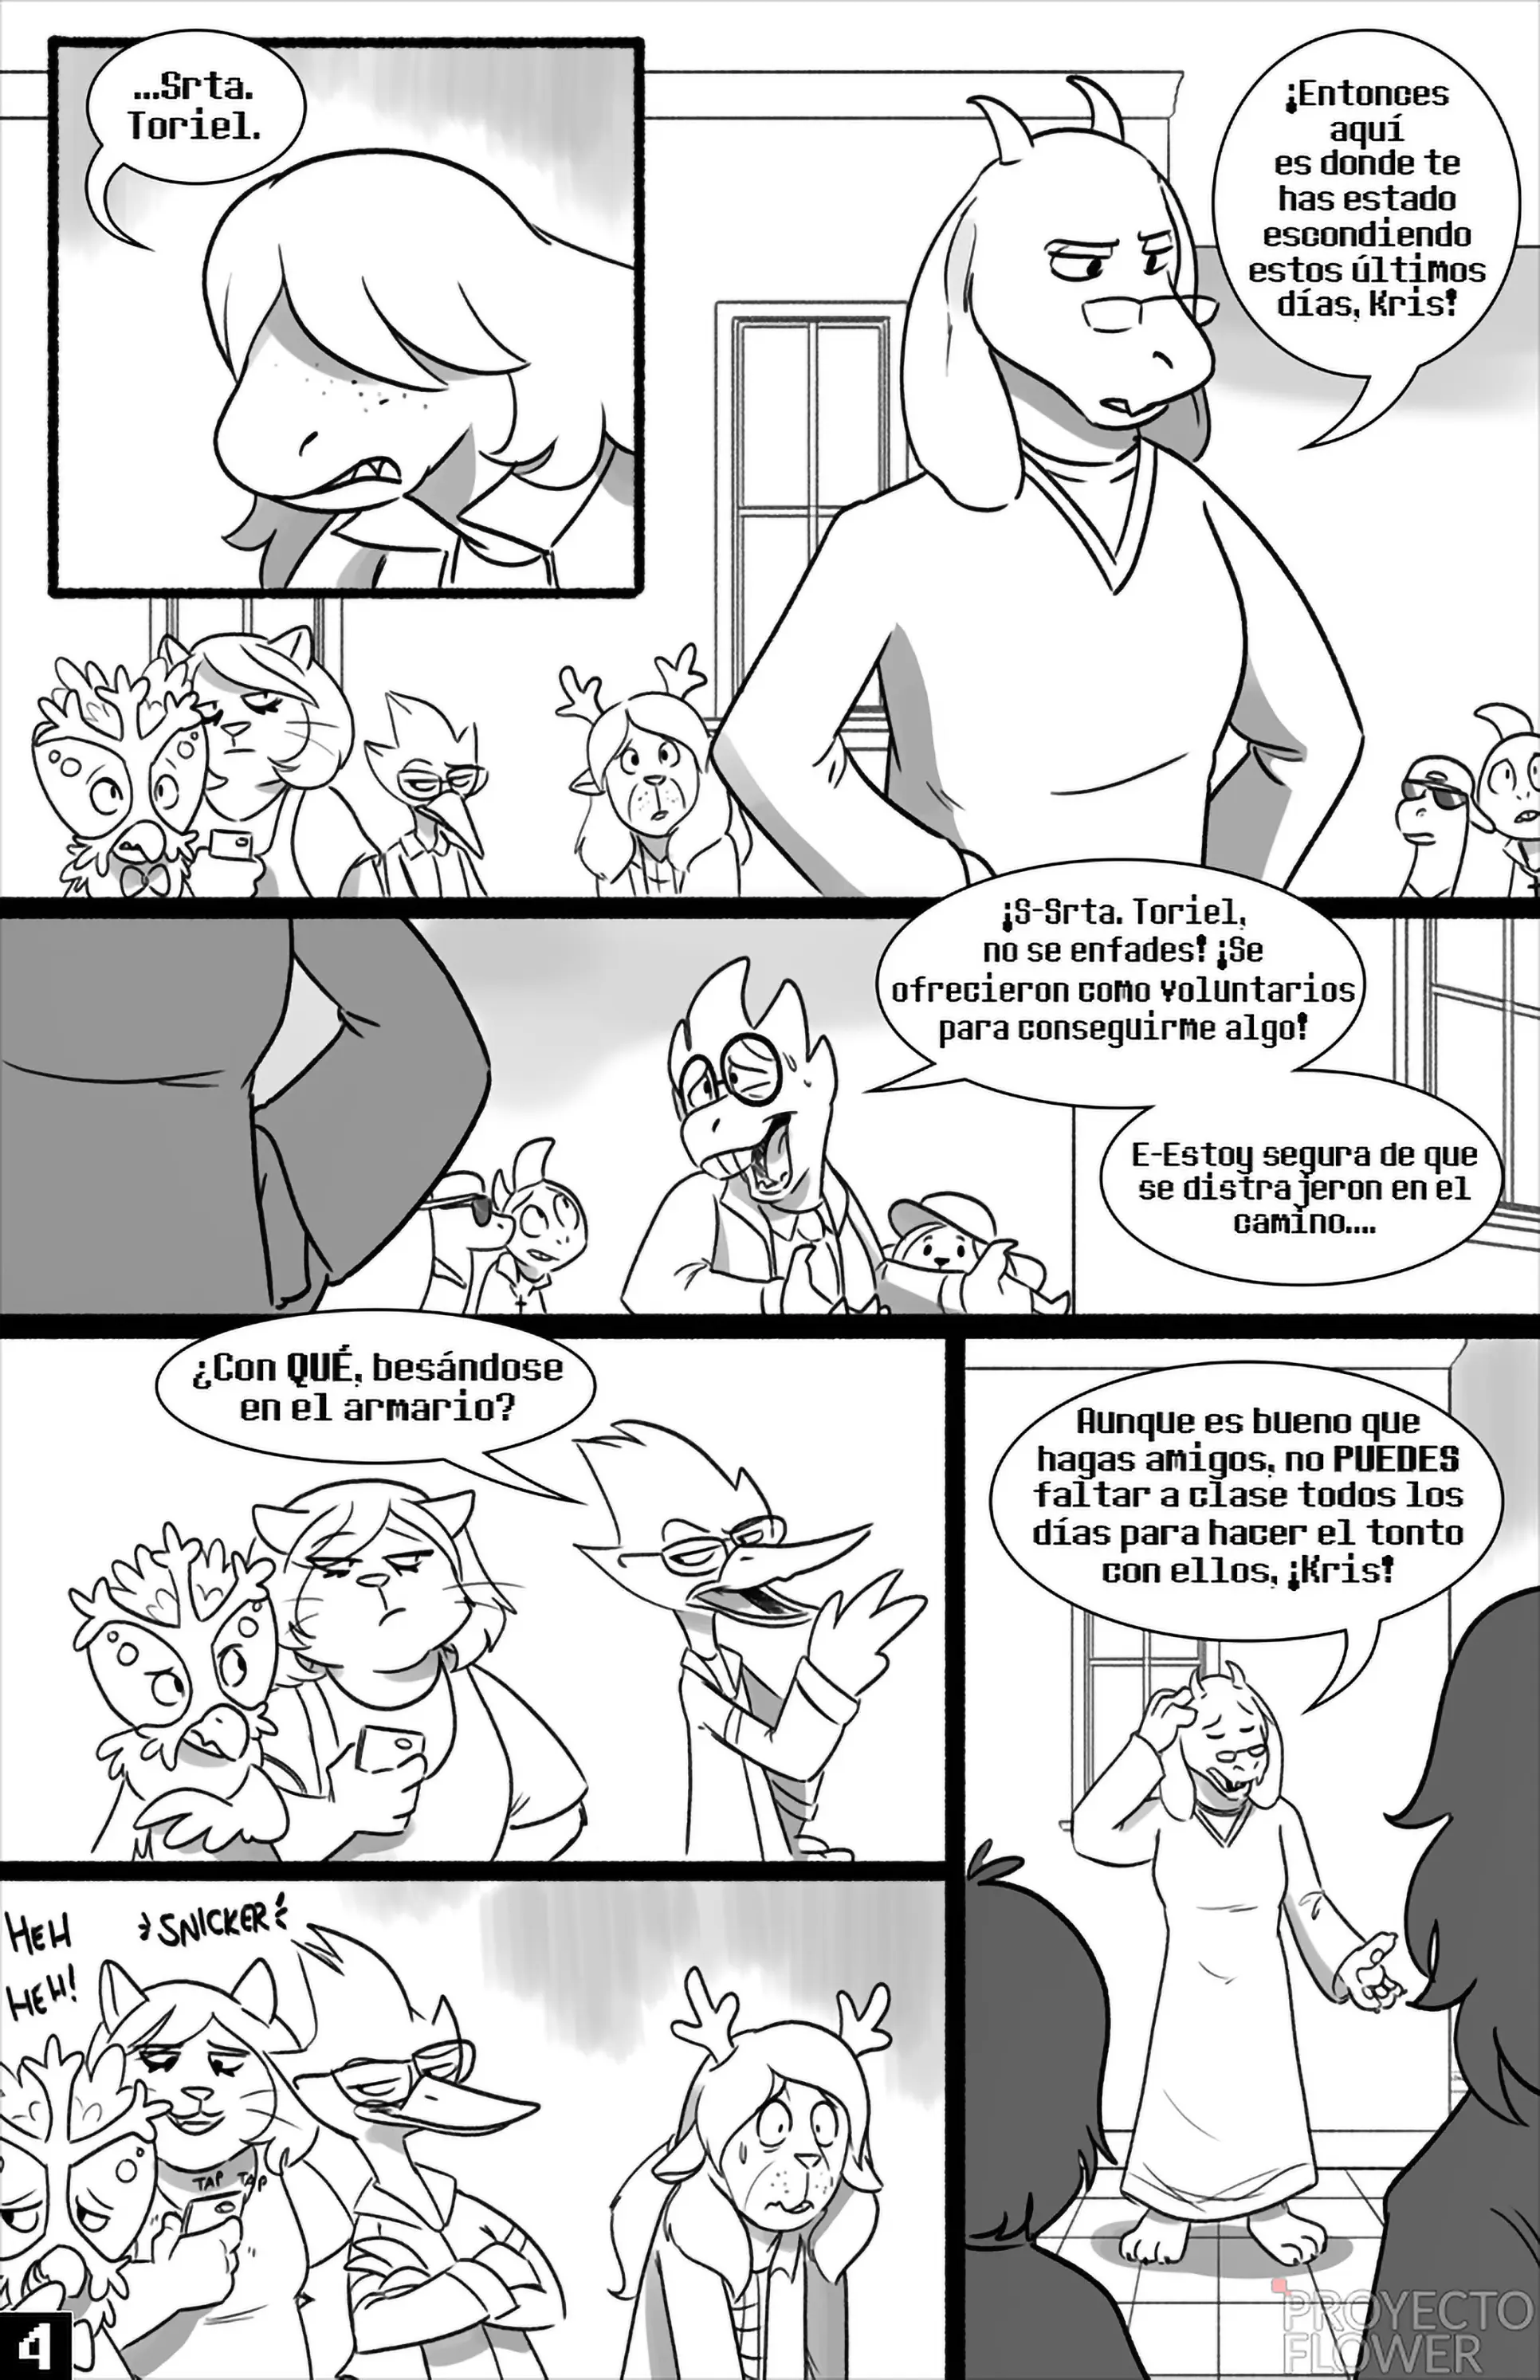 ...Srta.
Toriel.
¡Entonces
aquí
es donde te
has estado
escondiendo
estos últimos
días, Kris!
¡S-Srta. Toriel,
no se enfades! ¡Se
ofrecieron como voluntarios
para conseguirme algo!
E-Estoy segura de que
se distrajeron en el
camino....
¿Con QUÉ, besándose
en el armario?
Aunque es bueno que
hagas amigos, no PUEDES
faltar a clase todos los
días para hacer el tonto
con ellos, ¡Kris!
HEH
HEH!
SNICKER
TAP TAP
4
PROYECTO
FLOWER